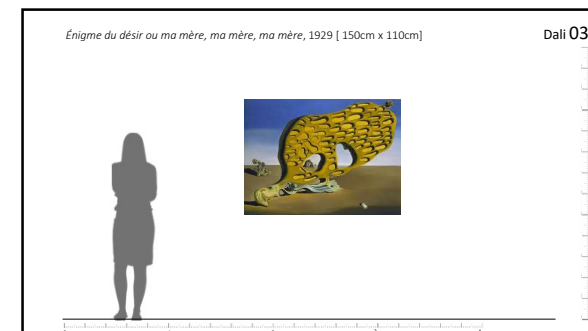 Énigme du désir ou ma mère, ma mère, ma mère, 1929 [ 150cm x 110cm]
Dali 03